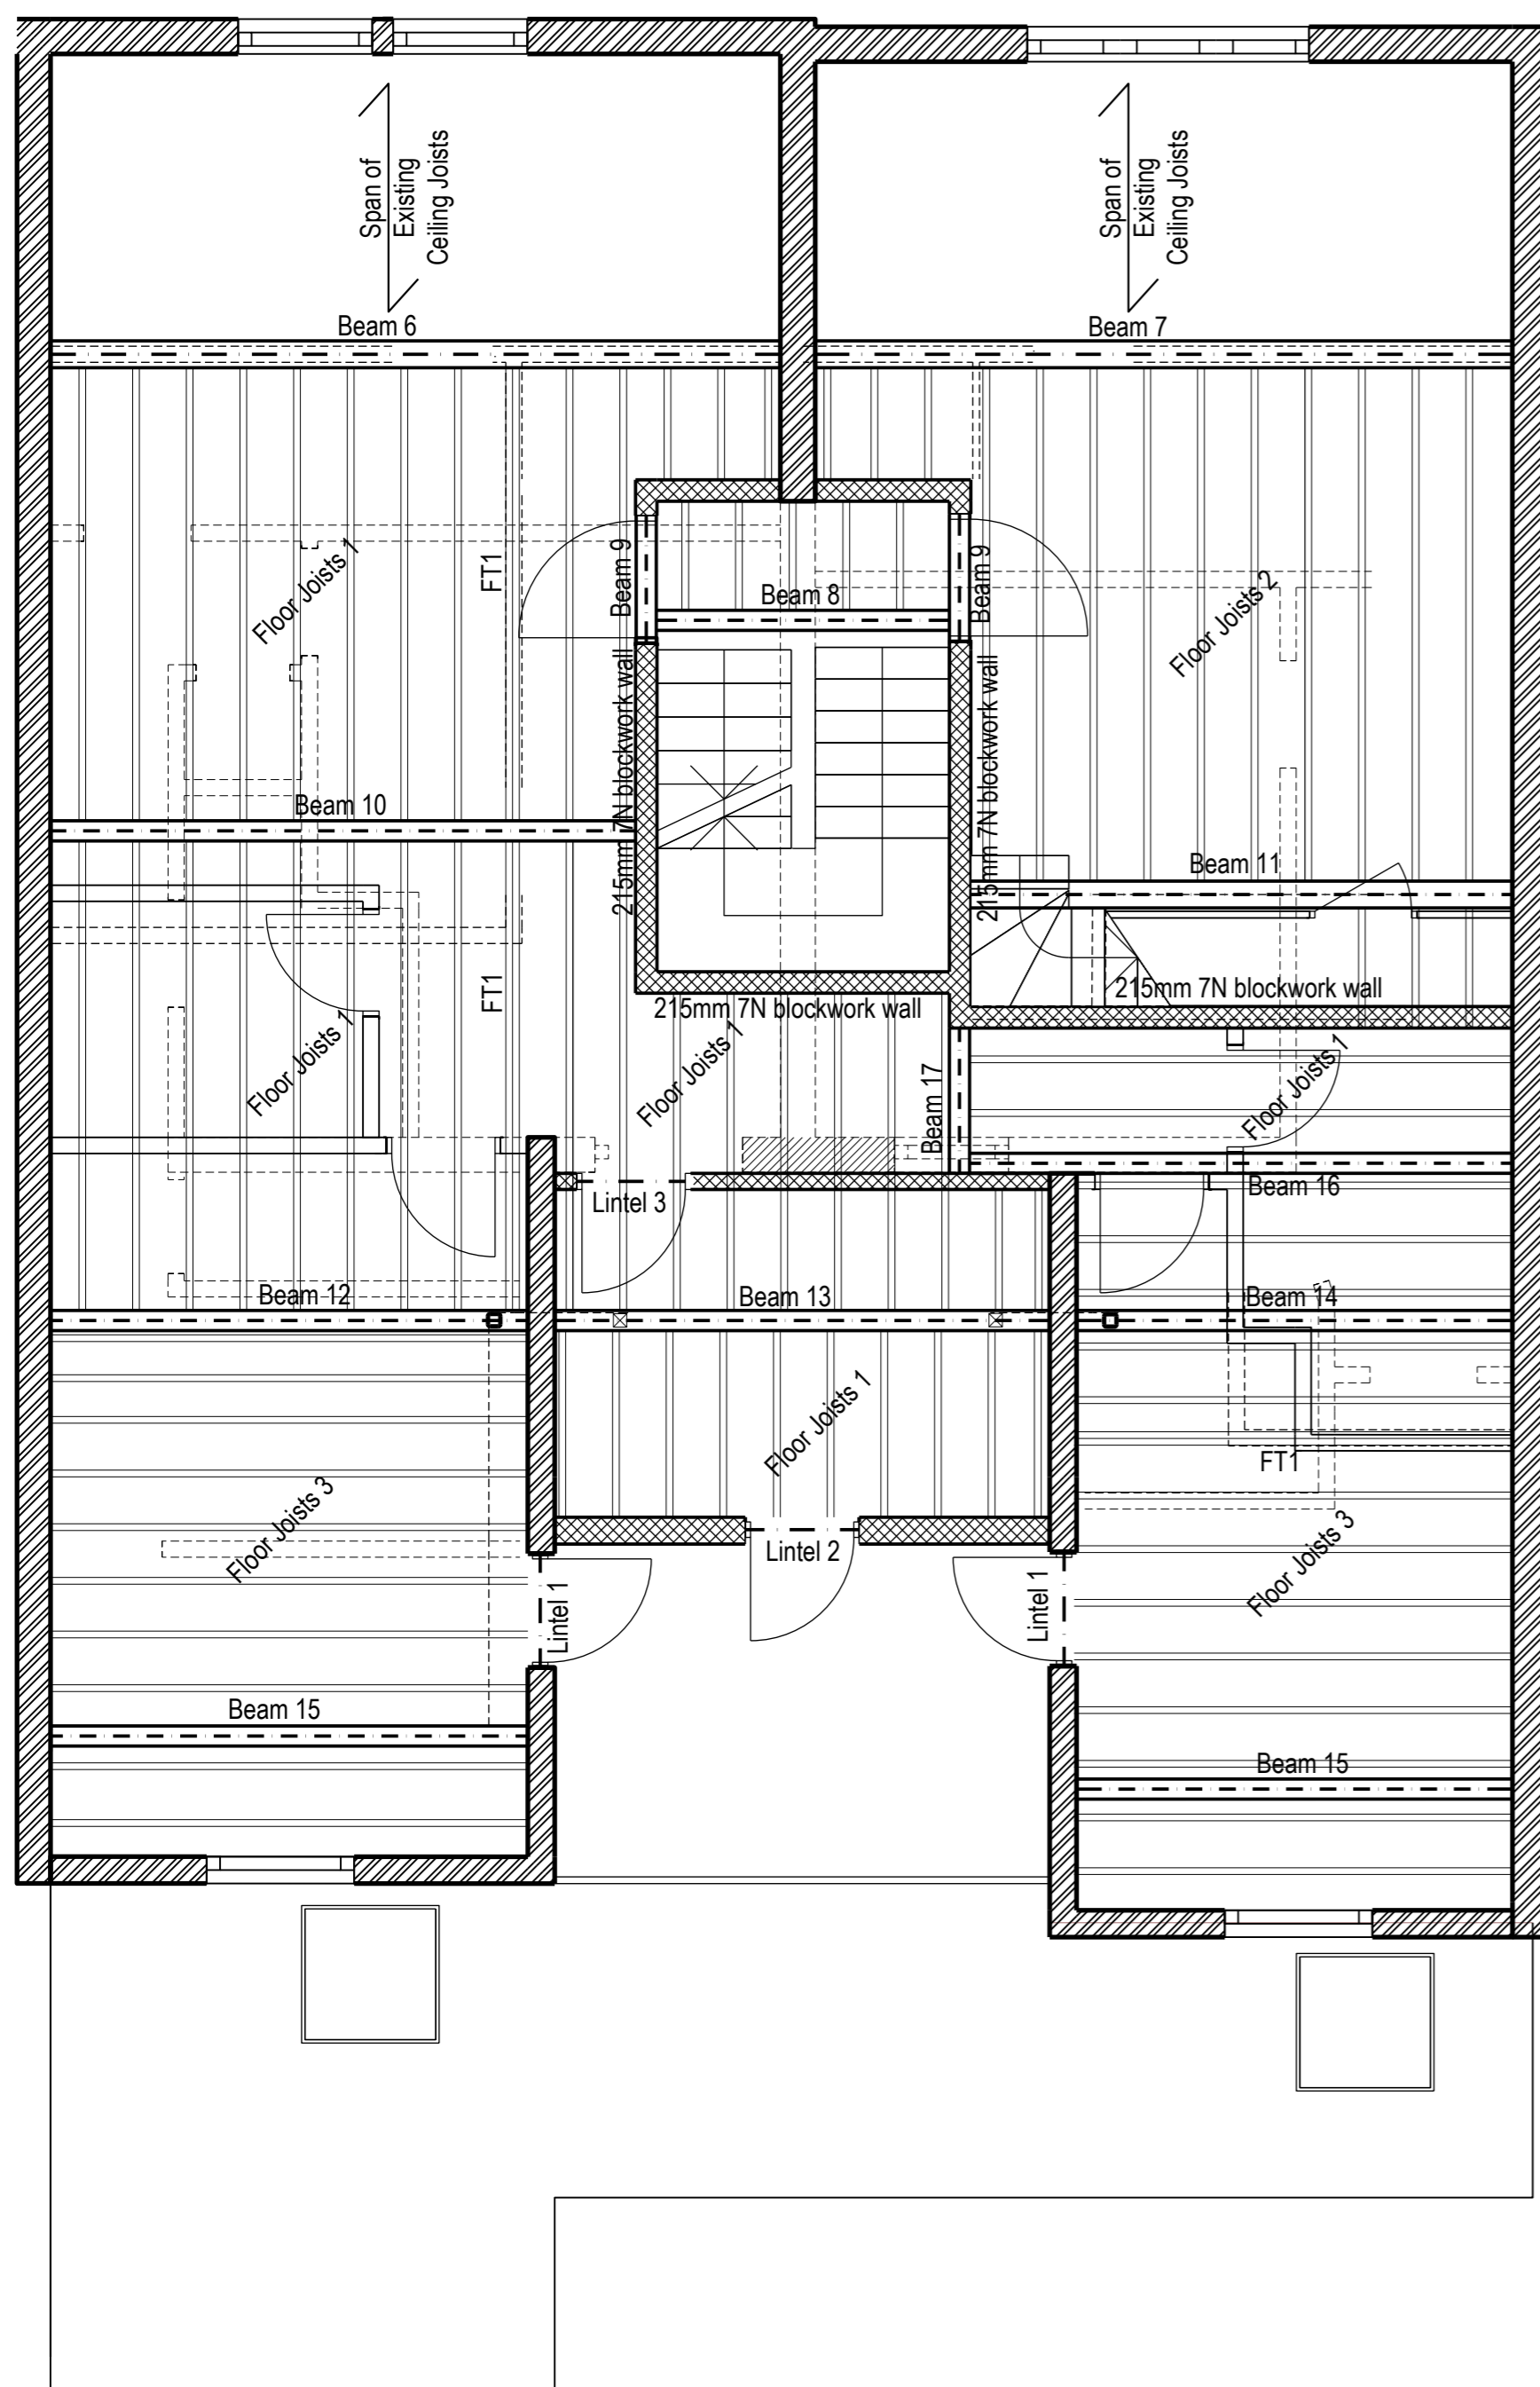 Span of
Existing
Ceiling Joists
Span of
Existing
Ceiling Joists
Beam 6
Beam 7
Floor Joists 1
FT1
Beam 9
Beam 8
Beam 9
Floor Joists 2
215mm 7N blockwork wall
215mm 7N blockwork wall
Beam 10
Beam 11
FT1
215mm 7N blockwork wall
215mm 7N blockwork wall
Floor Joists 1
Floor Joists 1
Beam 17
Floor Joists 1
Lintel 3
Beam 16
Beam 12
Beam 13
Beam 14
Floor Joists 1
FT1
Floor Joists 3
Floor Joists 3
Lintel 2
Lintel 1
Lintel 1
Beam 15
Beam 15